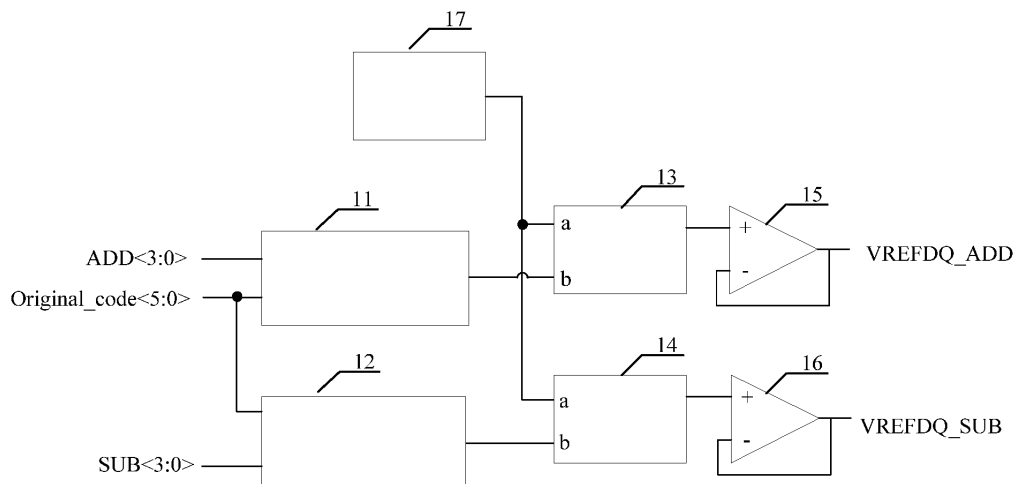 17
13
11
15
a
+
ADD<3:0>
VREFDQ_ADD
-
b
Original_code<5:0>
14
12
16
a
+
VREFDQ_SUB
b
-
SUB<3:0>